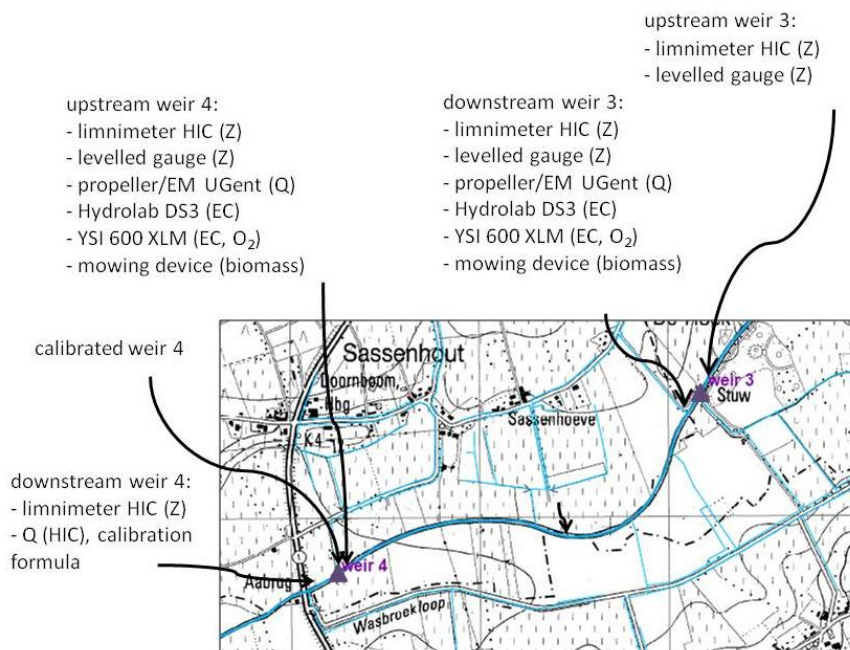 upstream weir 3:
- limnimeter HIC (Z)
- levelled gauge (Z)
upstream weir 4:
- limnimeter HIC (Z)
- levelled gauge (Z)
- propeller/EM UGent (Q)
- Hydrolab DS3 (EC)
- YSI 600 XLM (EC, O₂)
- mowing device (biomass)
downstream weir 3:
- limnimeter HIC (Z)
- levelled gauge (Z)
- propeller/EM UGent (Q)
- Hydrolab DS3 (EC)
- YSI 600 XLM (EC, O₂)
- mowing device (biomass)
calibrated weir 4
downstream weir 4:
- limnimeter HIC (Z)
- Q (HIC), calibration
formula
Sassenhout
Doornboom,
Hbg
K4
Sassenhoeve
weir 3
Stuw
weir 4
Aabrug
Wasbroekloop